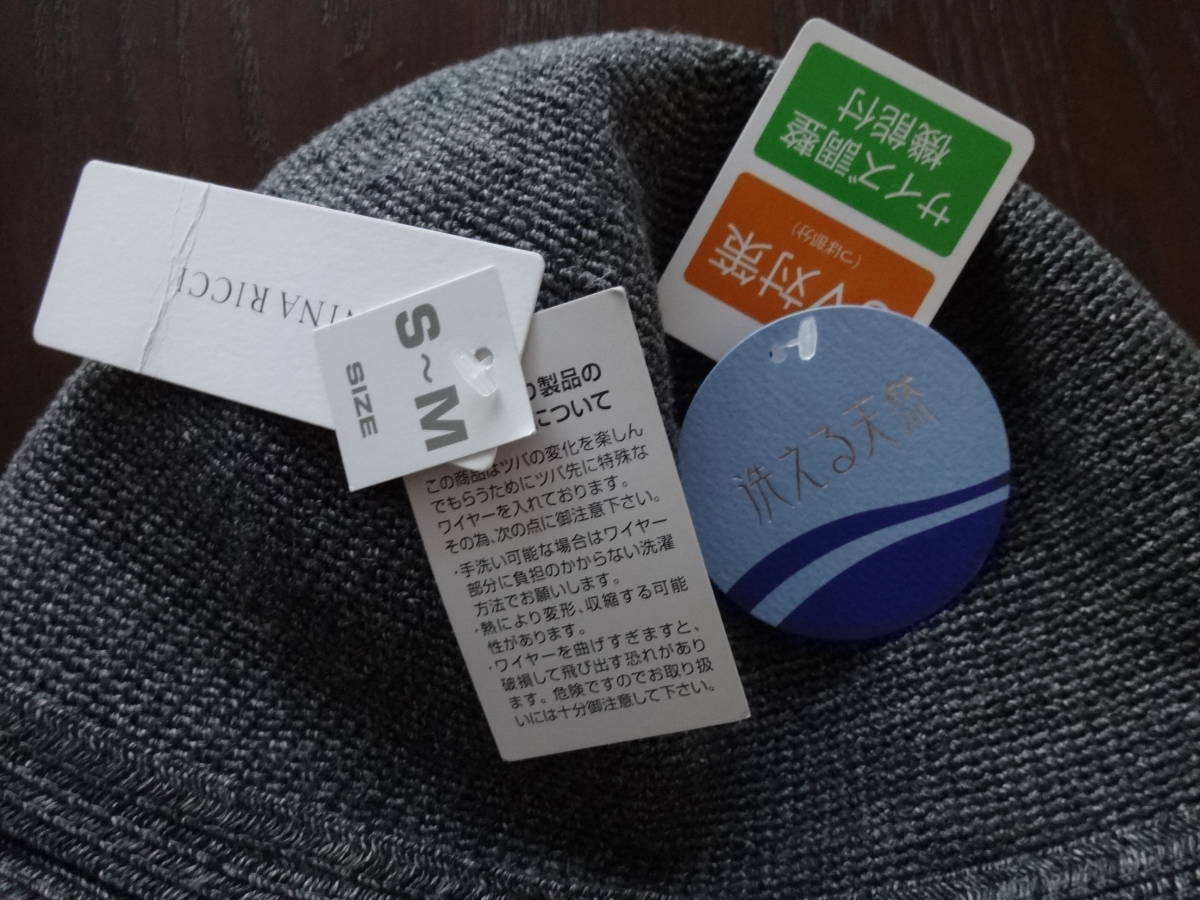 NINA RICCI
S~M
SIZE
の製品の
について
この商品はツバの変化を楽しん
でもらうためにツバ先に特殊な
ワイヤーを入れております。
その為、次の点に御注意下さい。
・手洗い可能な場合はワイヤー
部分に負担のかからない洗濯
方法でお願いします。
・熱により変形、収縮する可能
性があります。
・ワイヤーを曲げすぎますと、
破損して飛び出す恐れがあり
ます。危険ですのでお取り扱
いには十分御注意して下さい。
サイズ調整
機能付
対策
(つば部分)
洗える天然